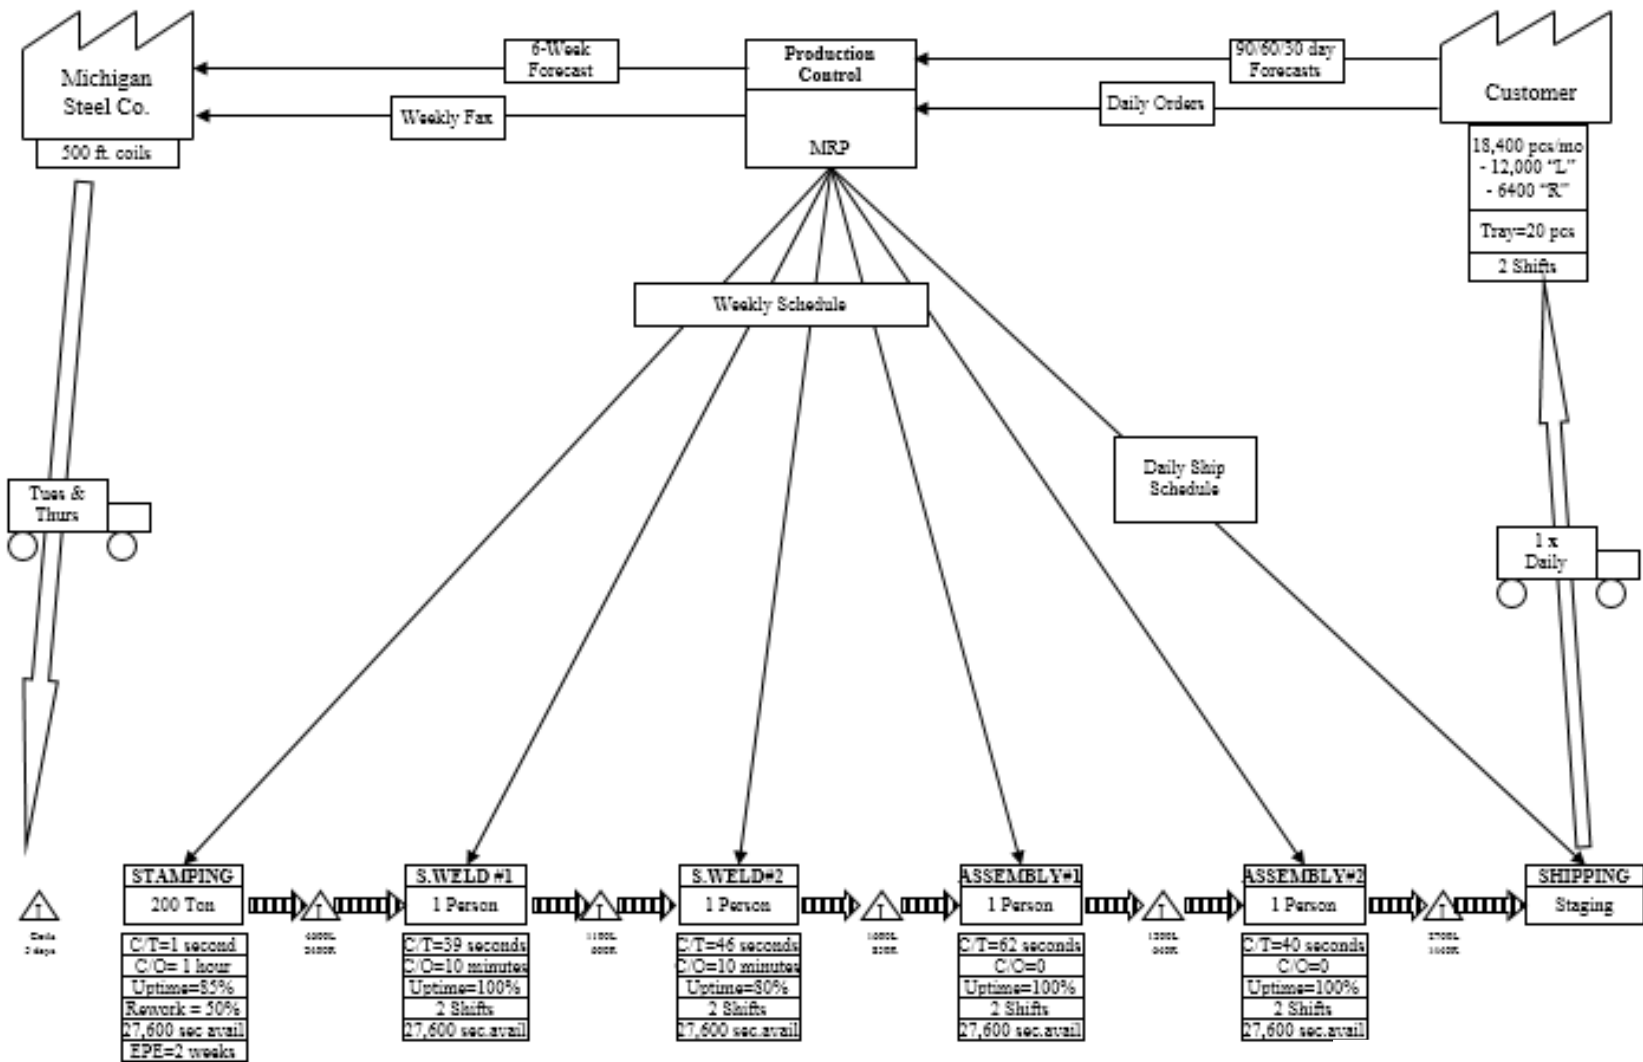 6-Week
Forecast
Production
Control
90/60/30 day
Forecasts
Michigan
Steel Co.
Customer
Weekly Fax
Daily Orders
500 ft. coils
MRP
18,400 pcs/mo
- 12,000 “L”
- 6400 “R”
Tray=20 pcs
2 Shifts
Weekly Schedule
Daily Ship
Schedule
Tues &
Thurs
1 x
Daily
STAMPING
200 Ton
C/T=1 second
C/O= 1 hour
Uptime=85%
Rework = 50%
27,600 sec.avail
EPE=2 weeks
S.WELD #1
1 Person
C/T=39 seconds
C/O=10 minutes
Uptime=100%
2 Shifts
27,600 sec.avail
S.WELD#2
1 Person
C/T=46 seconds
C/O=10 minutes
Uptime=80%
2 Shifts
27,600 sec.avail
ASSEMBLY#1
1 Person
C/T=62 seconds
C/O=0
Uptime=100%
2 Shifts
27,600 sec.avail
ASSEMBLY#2
1 Person
C/T=40 seconds
C/O=0
Uptime=100%
2 Shifts
27,600 sec.avail
SHIPPING
Staging
I
I
I
I
I
I